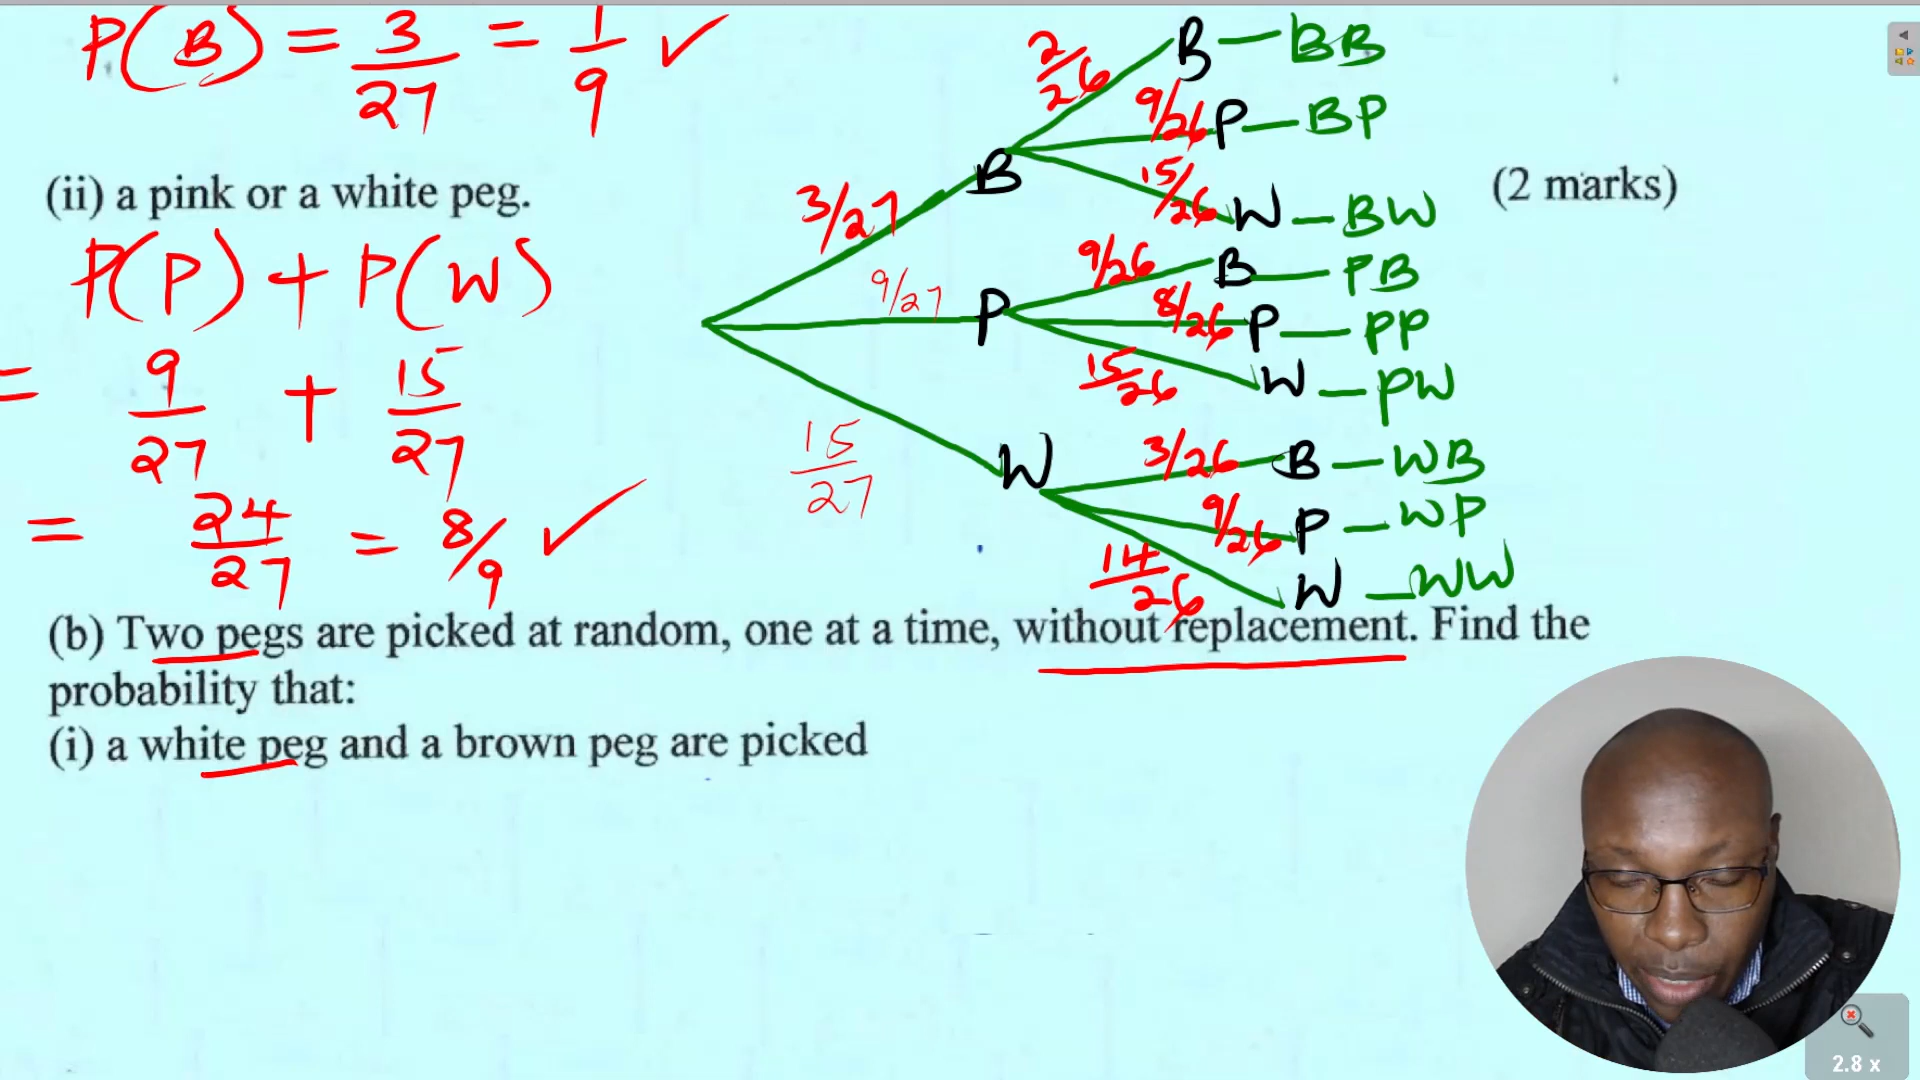 P(B) = 3/27 = 1/9 ✓
(ii) a pink or a white peg.
(2 marks)
P(P) + P(W)
= 9/27 + 15/27
= 24/27 = 8/9 ✓
3/27 B
9/27 P
15/27 W
2/26 B — BB
9/26 P — BP
15/26 W — BW
9/26 B — PB
8/26 P — PP
15/26 W — PW
3/26 B — WB
9/26 P — WP
14/26 W — WW
(b) Two pegs are picked at random, one at a time, without replacement. Find the
probability that:
(i) a white peg and a brown peg are picked
2.8 x